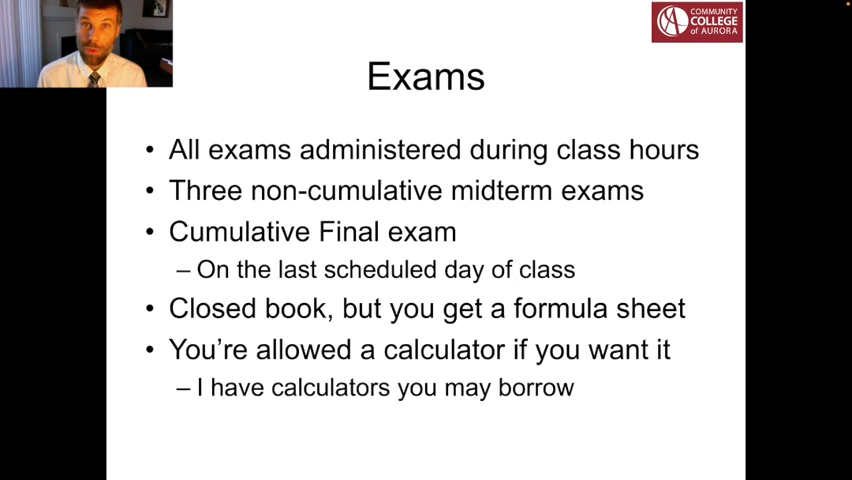 COMMUNITY
COLLEGE
of AURORA
Exams
• All exams administered during class hours
• Three non-cumulative midterm exams
• Cumulative Final exam
– On the last scheduled day of class
• Closed book, but you get a formula sheet
• You’re allowed a calculator if you want it
– I have calculators you may borrow